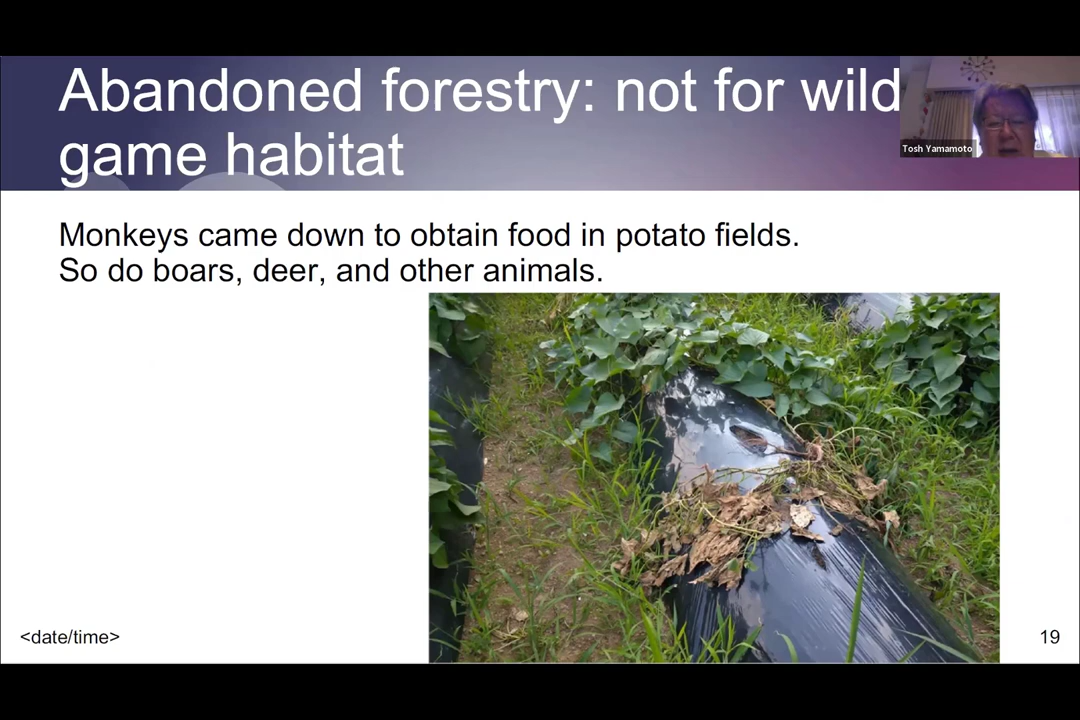 Abandoned forestry: not for wild
game habitat
Tosh Yamamoto
Monkeys came down to obtain food in potato fields.
So do boars, deer, and other animals.
<date/time>
19